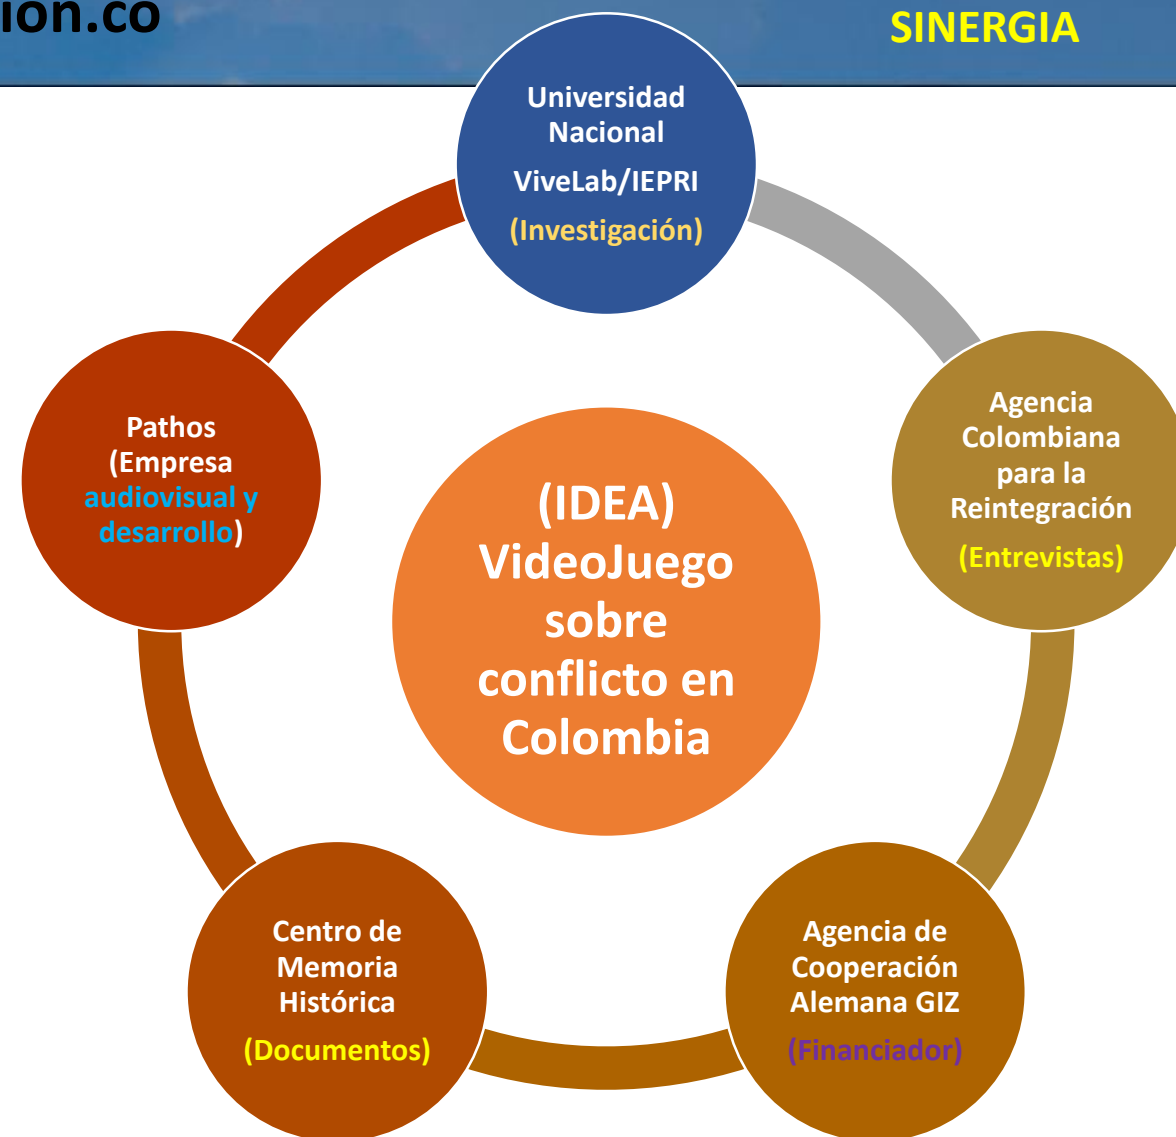 ion.co
SINERGIA
Universidad
Nacional
ViveLab/IEPRI
(Investigación)
Agencia
Colombiana
para la
Reintegración
(Entrevistas)
Agencia de
Cooperación
Alemana GIZ
(Financiador)
Centro de
Memoria
Histórica
(Documentos)
Pathos
(Empresa
audiovisual y
desarrollo)
(IDEA)
VideoJuego
sobre
conflicto en
Colombia